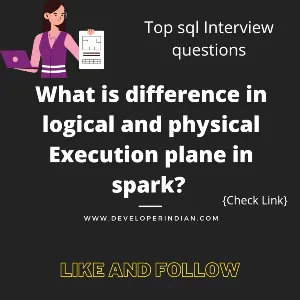 Top sql Interview
questions
What is difference in
logical and physical
Execution plane in
spark?
{Check Link}
WWW.DEVELOPERINDIAN.COM
LIKE AND FOLLOW